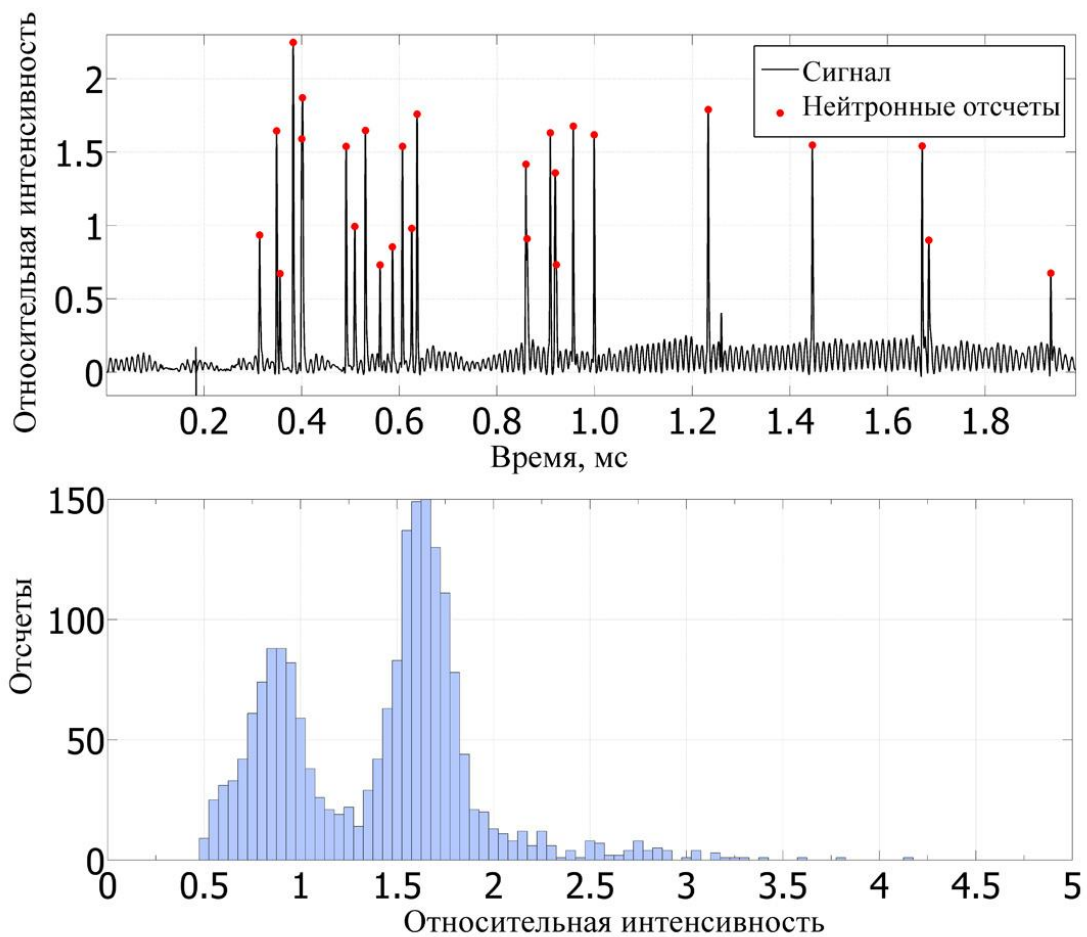 Относительная интенсивность
2
1.5
1
0.5
0
Сигнал
Нейтронные отсчеты
0.2 0.4 0.6 0.8 1.0 1.2 1.4 1.6 1.8
Время, мс
Отсчеты
150
100
50
0
0 0.5 1 1.5 2 2.5 3 3.5 4 4.5 5
Относительная интенсивность